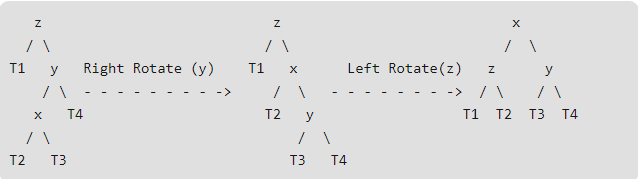 z                            z                            x
   / \                          / \                          /  \
 T1   y   Right Rotate (y)    T1   x      Left Rotate(z)   z      y
     / \  - - - - - - - - ->     /  \   - - - - - - - ->  / \    / \
    x   T4                      T2   y                  T1  T2  T3  T4
   / \                              /  \
 T2   T3                           T3   T4